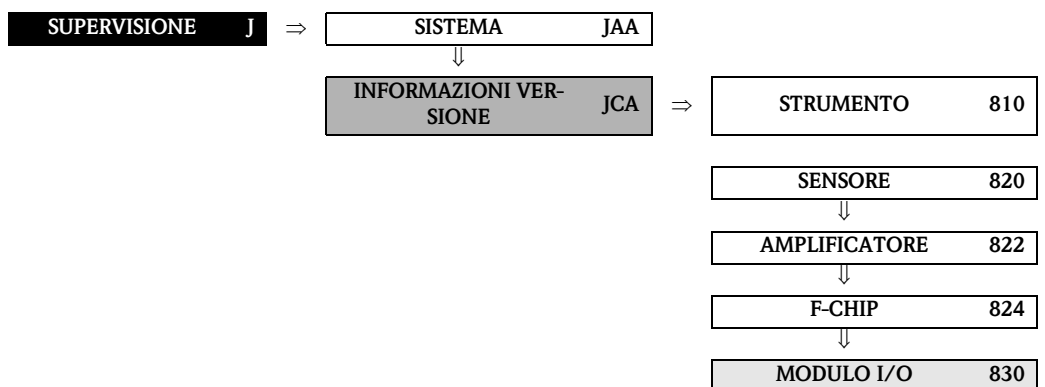 SUPERVISIONE J ⇒ SISTEMA JAA
⇓
INFORMAZIONI VER-
SIONE JCA ⇒ STRUMENTO 810
SENSORE 820
⇓
AMPLIFICATORE 822
⇓
F-CHIP 824
⇓
MODULO I/O 830